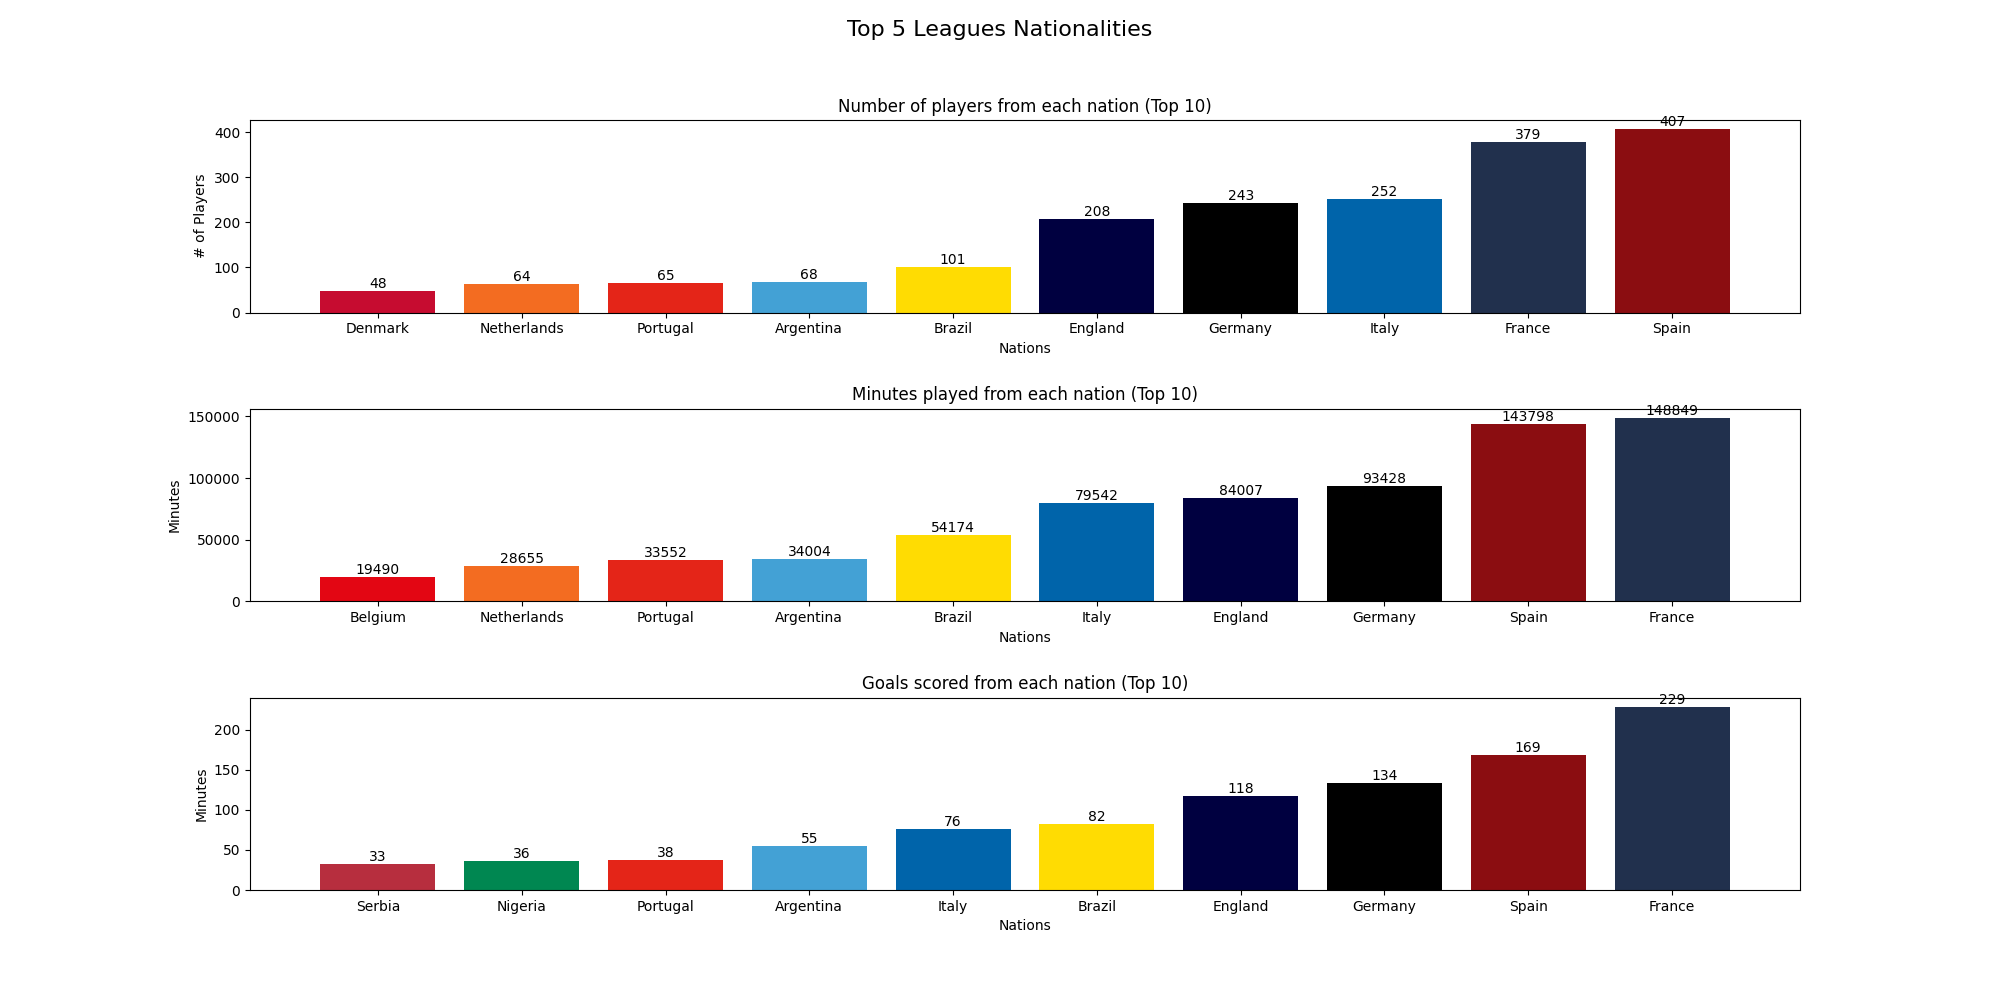 Top 5 Leagues Nationalities
Number of players from each nation (Top 10)
# of Players
400
300
200
100
0
48 64 65 68 101 208 243 252 379 407
Denmark Netherlands Portugal Argentina Brazil England Germany Italy France Spain
Nations
Minutes played from each nation (Top 10)
Minutes
150000
100000
50000
0
19490 28655 33552 34004 54174 79542 84007 93428 143798 148849
Belgium Netherlands Portugal Argentina Brazil Italy England Germany Spain France
Nations
Goals scored from each nation (Top 10)
Minutes
200
150
100
50
0
33 36 38 55 76 82 118 134 169 229
Serbia Nigeria Portugal Argentina Italy Brazil England Germany Spain France
Nations